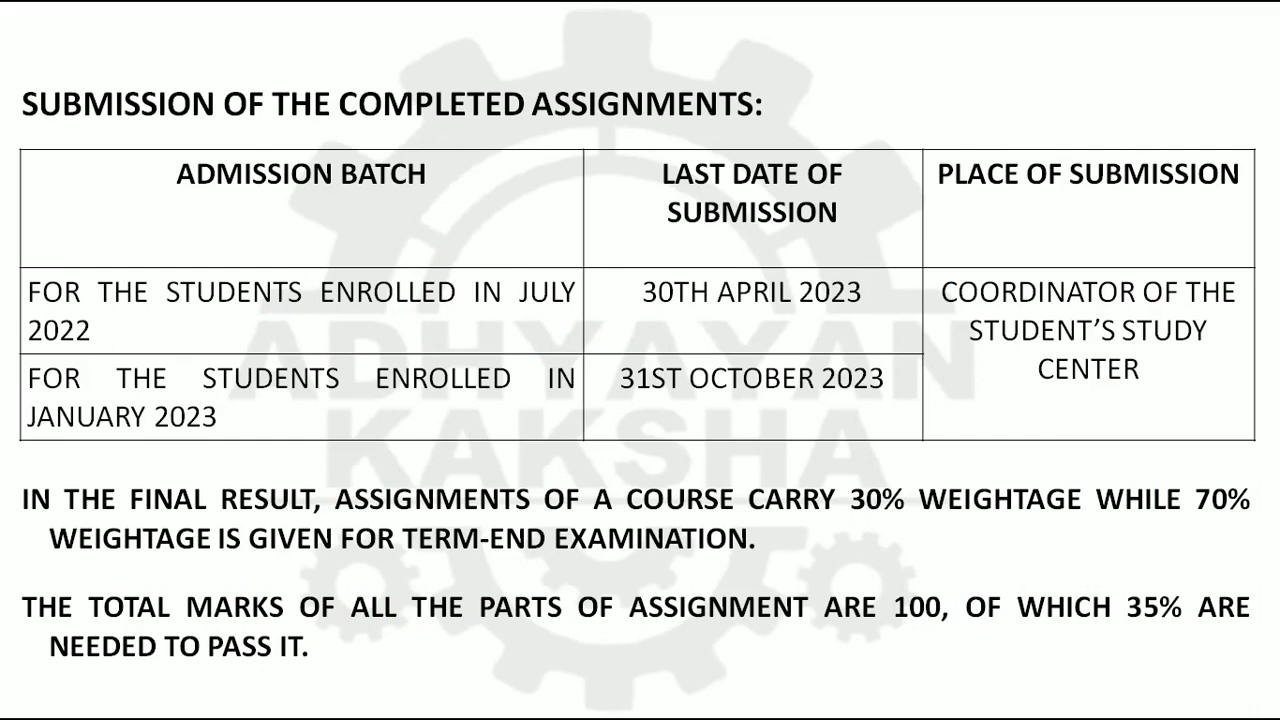 SUBMISSION OF THE COMPLETED ASSIGNMENTS:
ADMISSION BATCH
LAST DATE OF
SUBMISSION
PLACE OF SUBMISSION
FOR THE STUDENTS ENROLLED IN JULY
2022
30TH APRIL 2023
COORDINATOR OF THE
STUDENT’S STUDY
CENTER
FOR THE STUDENTS ENROLLED IN
JANUARY 2023
31ST OCTOBER 2023
ADHYAYAN
KAKSHA
IN THE FINAL RESULT, ASSIGNMENTS OF A COURSE CARRY 30% WEIGHTAGE WHILE 70%
WEIGHTAGE IS GIVEN FOR TERM-END EXAMINATION.
THE TOTAL MARKS OF ALL THE PARTS OF ASSIGNMENT ARE 100, OF WHICH 35% ARE
NEEDED TO PASS IT.